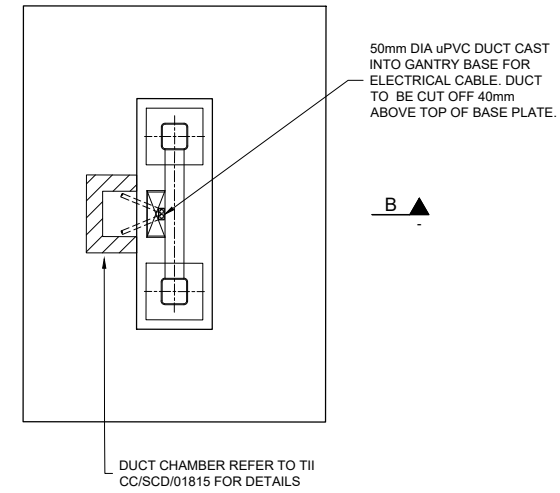 50mm DIA uPVC DUCT CAST
INTO GANTRY BASE FOR
ELECTRICAL CABLE. DUCT
TO BE CUT OFF 40mm
ABOVE TOP OF BASE PLATE.
B
-
DUCT CHAMBER REFER TO TII
CC/SCD/01815 FOR DETAILS